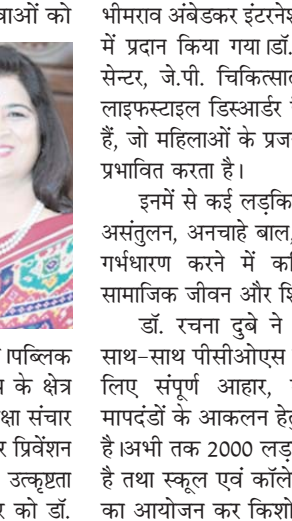 वाओं को
।पब्लिक
के क्षेत्र
क्षा संचार
र प्रिवेंशन
उत्कृष्टता
र को डॉ.
भीमराव अंबेडकर इंटरनेश
में प्रदान किया गया।डॉ.
सेन्टर, जे.पी. चिकित्सात
लाइफस्टाइल डिस्आर्डर
हैं, जो महिलाओं के प्रज
प्रभावित करता है।
इनमें से कई लड़कि
असंतुलन, अनचाहे बाल,
गर्भधारण करने में कि
सामाजिक जीवन और शि
डॉ. रचना दुबे ने
साथ-साथ पीसीओएस
लिए संपूर्ण आहार,
मापदंडों के आकलन हेतु
है।अभी तक 2000 लड़
है तथा स्कूल एवं कॉले
का आयोजन कर किशो